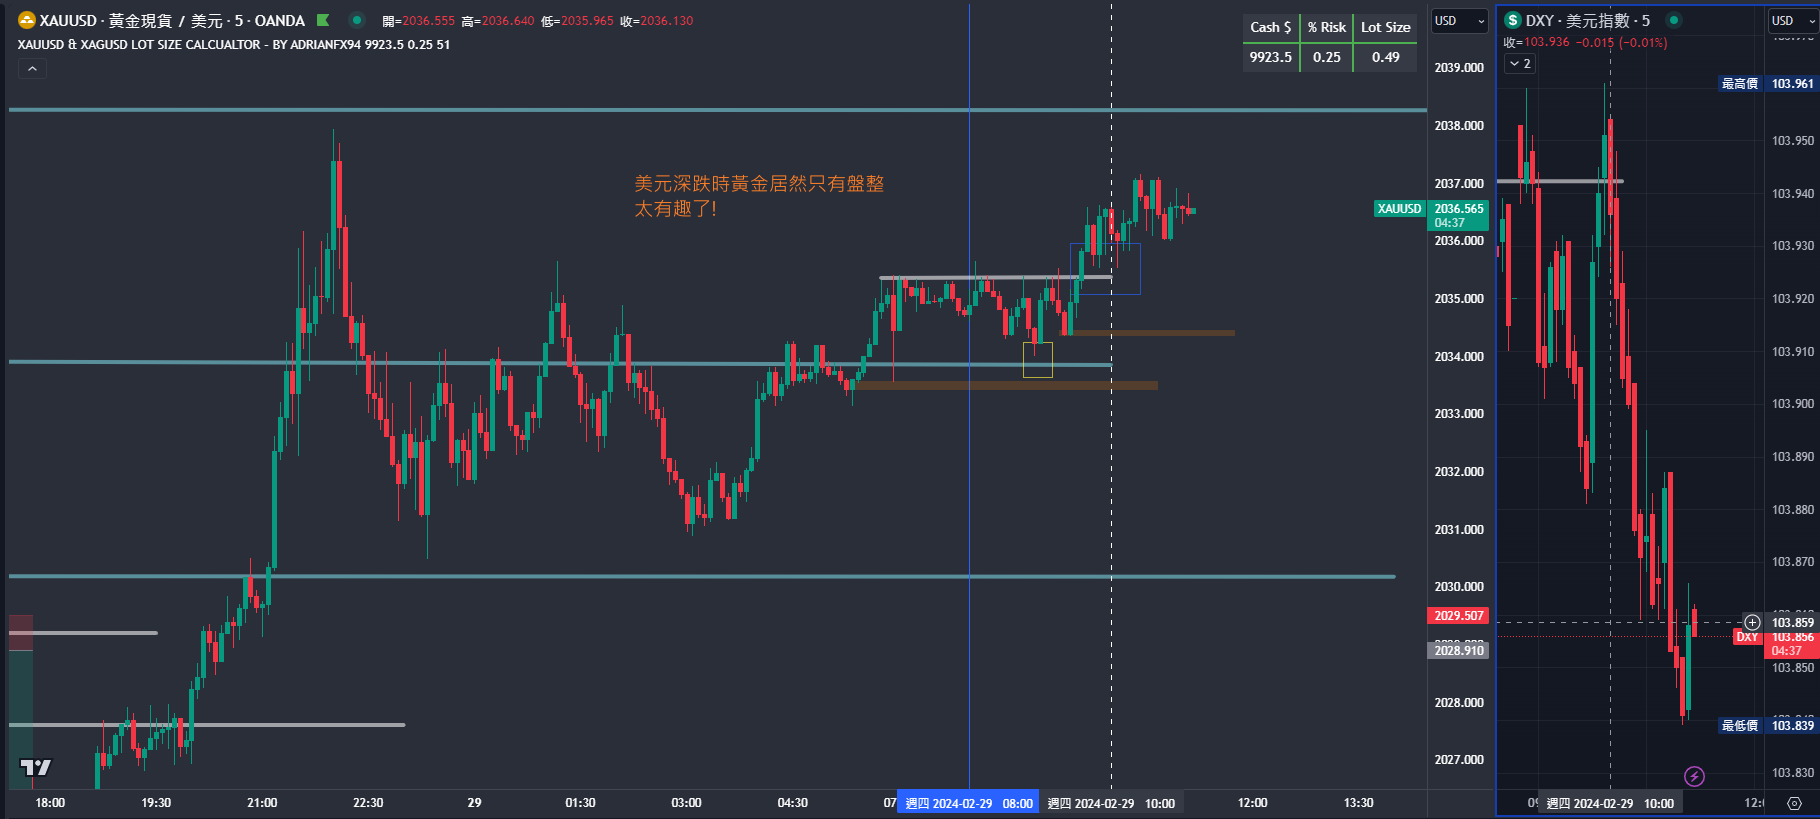 XAUUSD · 黃金現貨 / 美元 · 5 · OANDA 開=2036.555 高=2036.640 低=2035.965 收=2036.130
XAUUSD & XAGUSD LOT SIZE CALCUALTOR - BY ADRIANFX94 9923.5 0.25 51
Cash $ % Risk Lot Size
9923.5 0.25 0.49
美元深跌時黃金居然只有盤整
太有趣了!
USD
2039.000
2038.000
2037.000
XAUUSD 2036.565
04:37
2036.000
2035.000
2034.000
2033.000
2032.000
2031.000
2030.000
2029.507
2028.910
2028.000
2027.000
18:00 19:30 21:00 22:30 29 01:30 03:00 04:30 07 週四 2024-02-29 08:00 週四 2024-02-29 10:00 12:00 13:30
DXY · 美元指數 · 5
USD
收=103.936 −0.015 (−0.01%)
2
最高價 103.961
103.950
103.940
103.930
103.920
103.910
103.900
103.890
103.880
103.870
103.859
DXY 103.856
04:37
103.850
最低價 103.839
103.830
週四 2024-02-29 10:00